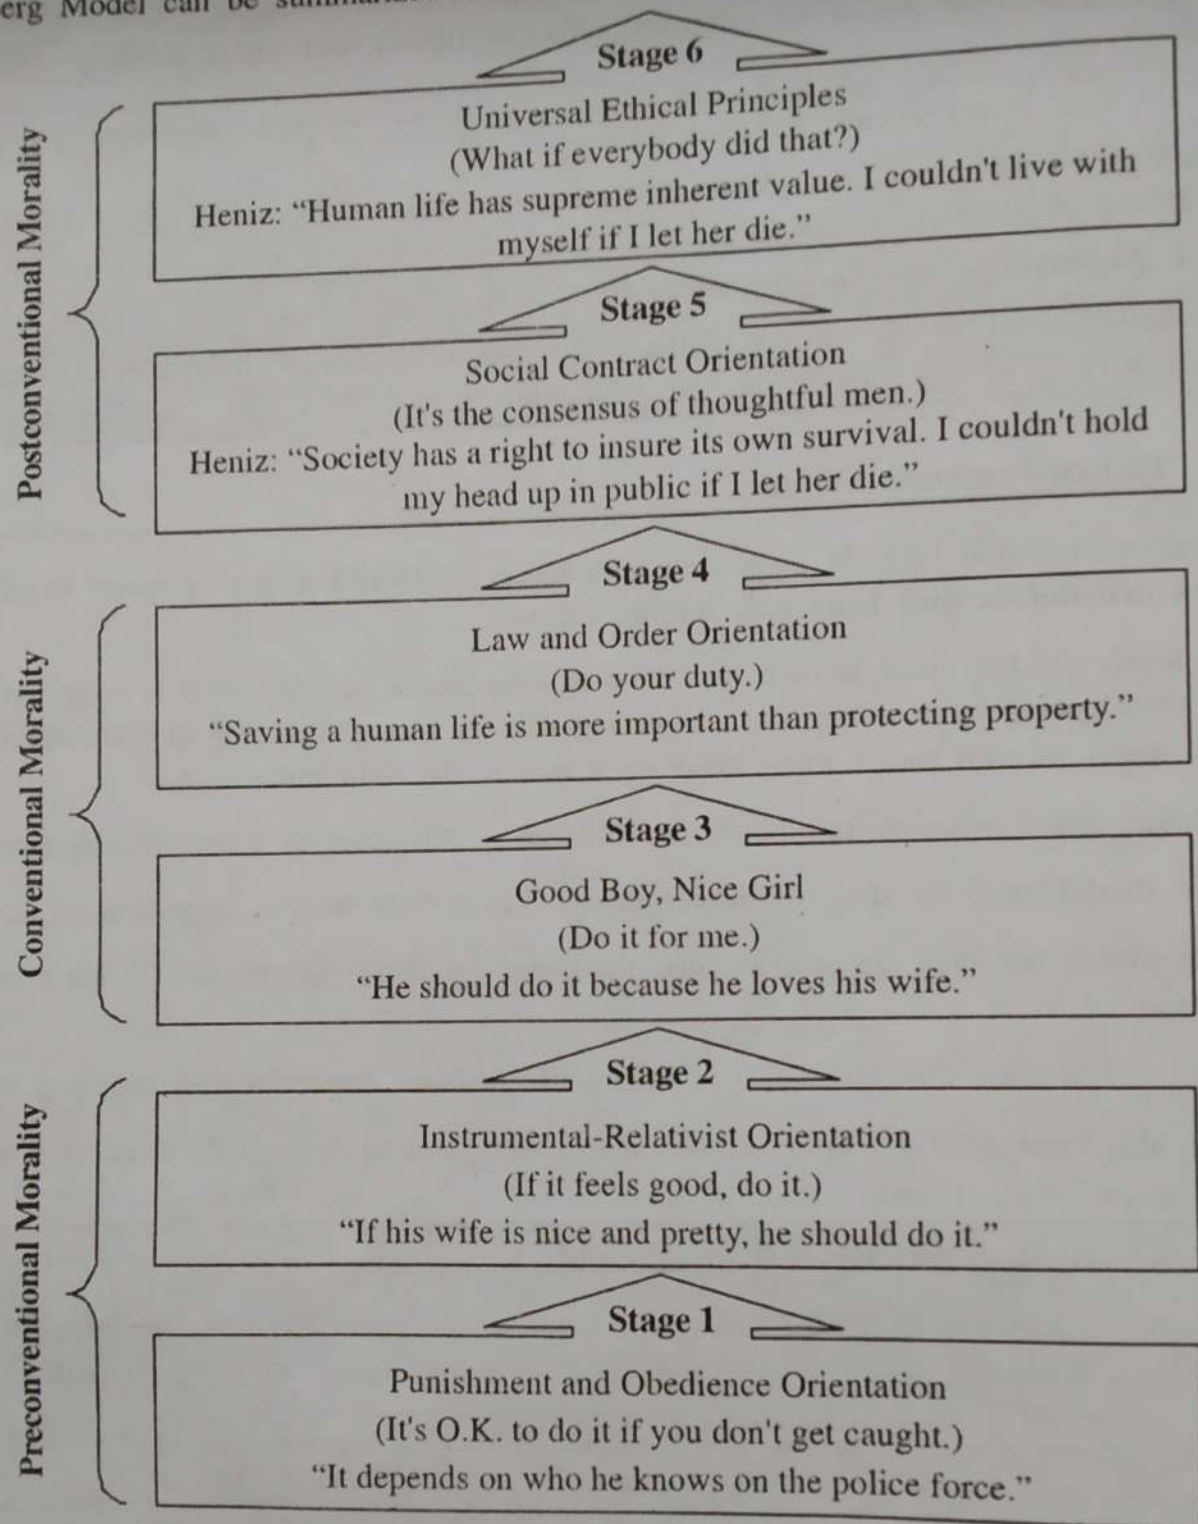 erg Model can be
Stage 6
Universal Ethical Principles
(What if everybody did that?)
Heniz: “Human life has supreme inherent value. I couldn't live with
myself if I let her die.”
Stage 5
Social Contract Orientation
(It's the consensus of thoughtful men.)
Heniz: “Society has a right to insure its own survival. I couldn't hold
my head up in public if I let her die.”
Postconventional Morality
Stage 4
Law and Order Orientation
(Do your duty.)
“Saving a human life is more important than protecting property.”
Stage 3
Good Boy, Nice Girl
(Do it for me.)
“He should do it because he loves his wife.”
Conventional Morality
Stage 2
Instrumental-Relativist Orientation
(If it feels good, do it.)
“If his wife is nice and pretty, he should do it.”
Stage 1
Punishment and Obedience Orientation
(It's O.K. to do it if you don't get caught.)
“It depends on who he knows on the police force.”
Preconventional Morality